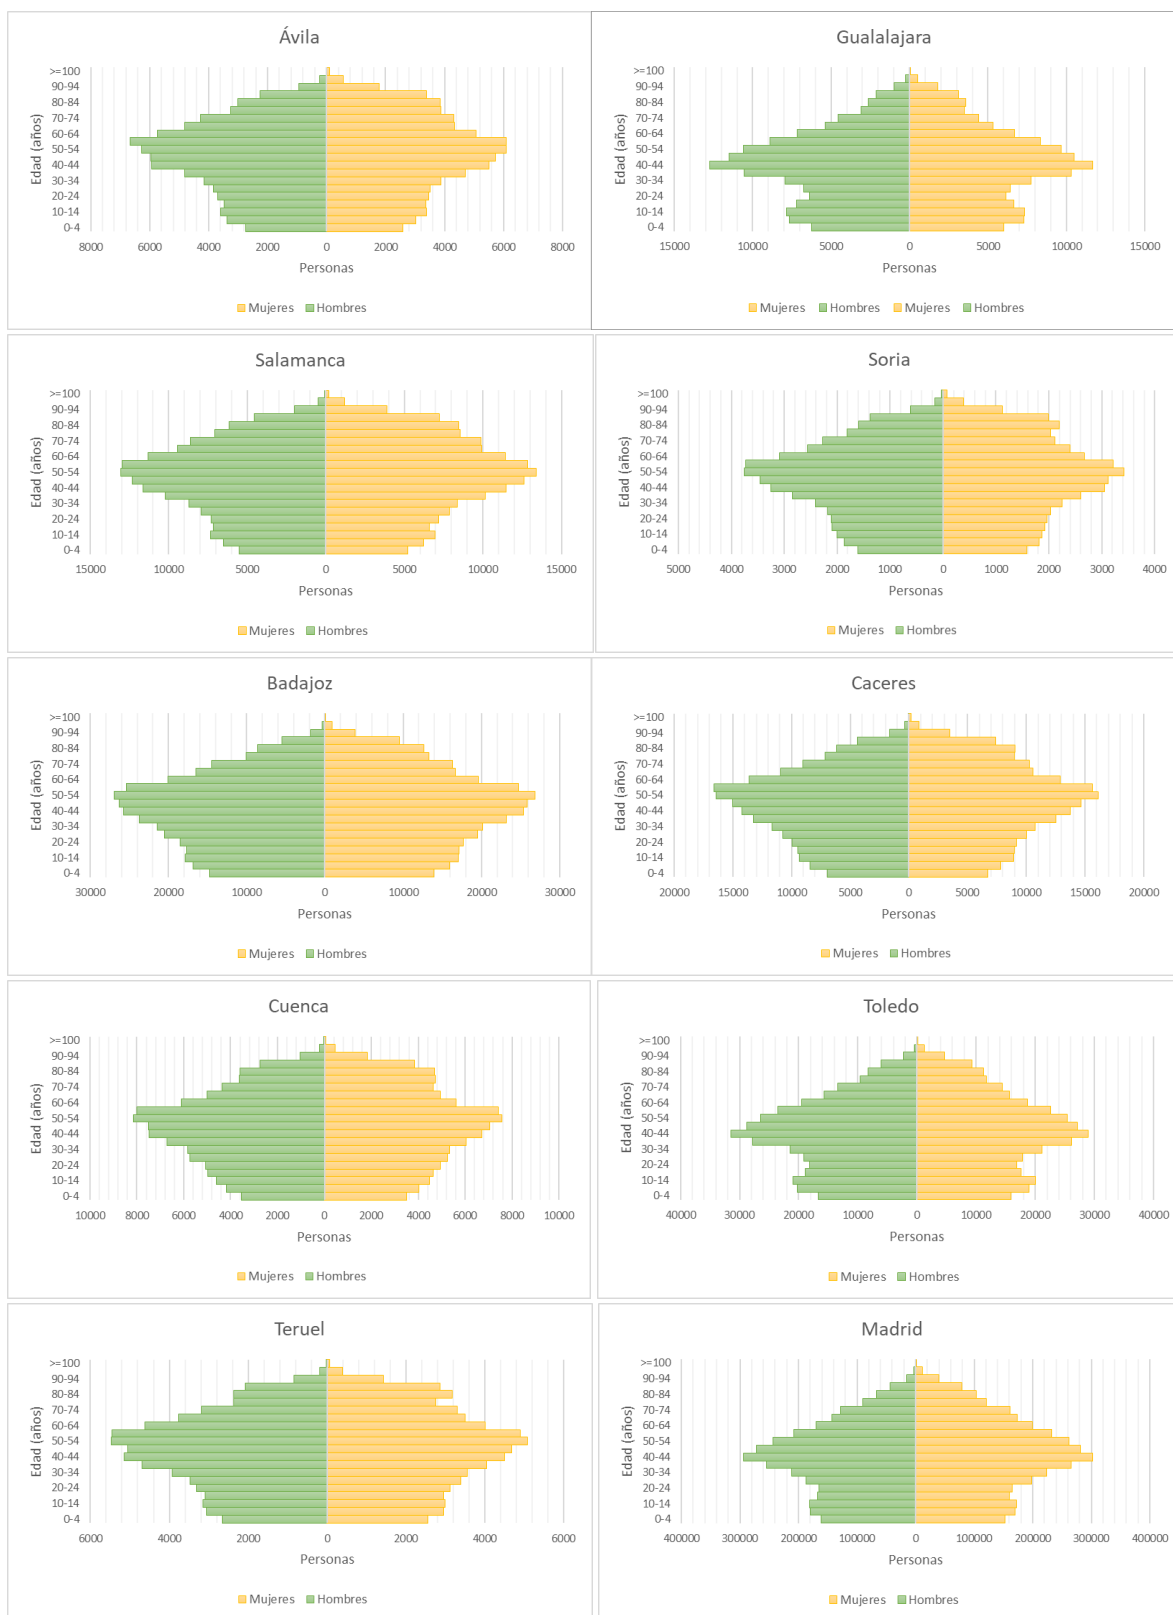 Ávila
Edad (años)
>=100
90-94
80-84
70-74
60-64
50-54
40-44
30-34
20-24
10-14
0-4
8000 6000 4000 2000 0 2000 4000 6000 8000
Personas
Mujeres Hombres
Gualalajara
Edad (años)
>=100
90-94
80-84
70-74
60-64
50-54
40-44
30-34
20-24
10-14
0-4
15000 10000 5000 0 5000 10000 15000
Personas
Mujeres Hombres Mujeres Hombres
Salamanca
Edad (años)
>=100
90-94
80-84
70-74
60-64
50-54
40-44
30-34
20-24
10-14
0-4
15000 10000 5000 0 5000 10000 15000
Personas
Mujeres Hombres
Soria
Edad (años)
>=100
90-94
80-84
70-74
60-64
50-54
40-44
30-34
20-24
10-14
0-4
5000 4000 3000 2000 1000 0 1000 2000 3000 4000
Personas
Mujeres Hombres
Badajoz
Edad (años)
>=100
90-94
80-84
70-74
60-64
50-54
40-44
30-34
20-24
10-14
0-4
30000 20000 10000 0 10000 20000 30000
Personas
Mujeres Hombres
Caceres
Edad (años)
>=100
90-94
80-84
70-74
60-64
50-54
40-44
30-34
20-24
10-14
0-4
20000 15000 10000 5000 0 5000 10000 15000 20000
Personas
Mujeres Hombres
Cuenca
Edad (años)
>=100
90-94
80-84
70-74
60-64
50-54
40-44
30-34
20-24
10-14
0-4
10000 8000 6000 4000 2000 0 2000 4000 6000 8000 10000
Personas
Mujeres Hombres
Toledo
Edad (años)
>=100
90-94
80-84
70-74
60-64
50-54
40-44
30-34
20-24
10-14
0-4
40000 30000 20000 10000 0 10000 20000 30000 40000
Personas
Mujeres Hombres
Teruel
Edad (años)
>=100
90-94
80-84
70-74
60-64
50-54
40-44
30-34
20-24
10-14
0-4
6000 4000 2000 0 2000 4000 6000
Personas
Mujeres Hombres
Madrid
Edad (años)
>=100
90-94
80-84
70-74
60-64
50-54
40-44
30-34
20-24
10-14
0-4
400000 300000 200000 100000 0 100000 200000 300000 400000
Personas
Mujeres Hombres